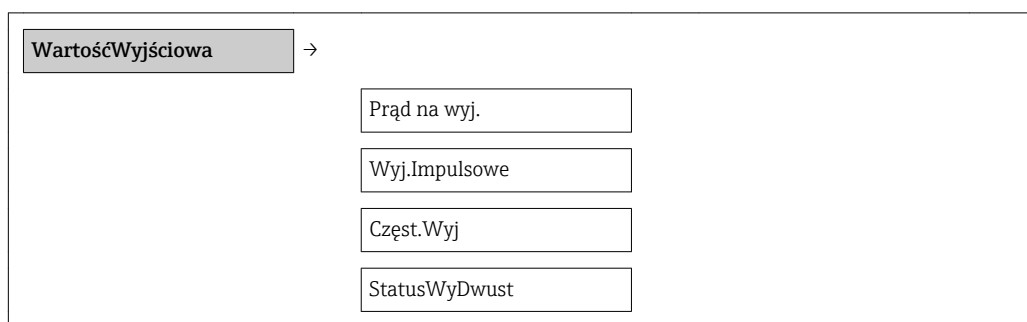 WartośćWyjściowa →
Prąd na wyj.
Wyj.Impulsowe
Częst.Wyj
StatusWyDwust